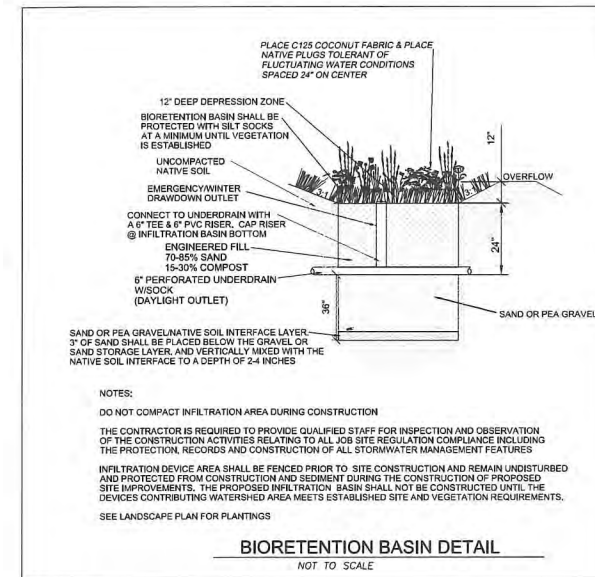 PLACE C125 COCONUT FABRIC & PLACE
NATIVE PLUGS TOLERANT OF
FLUCTUATING WATER CONDITIONS
SPACED 24" ON CENTER
12" DEEP DEPRESSION ZONE
BIORETENTION BASIN SHALL BE
PROTECTED WITH SILT SOCKS
AT A MINIMUM UNTIL VEGETATION
IS ESTABLISHED
UNCOMPACTED
NATIVE SOIL
EMERGENCY/WINTER
DRAWDOWN OUTLET
CONNECT TO UNDERDRAIN WITH
A 6" TEE & 6" PVC RISER. CAP RISER
@ INFILTRATION BASIN BOTTOM
ENGINEERED FILL
70-85% SAND
15-30% COMPOST
6" PERFORATED UNDERDRAIN
W/SOCK
(DAYLIGHT OUTLET)
3:1
3:1
12"
OVERFLOW
24"
36"
SAND OR PEA GRAVEL
SAND OR PEA GRAVEL/NATIVE SOIL INTERFACE LAYER.
3" OF SAND SHALL BE PLACED BELOW THE GRAVEL OR
SAND STORAGE LAYER, AND VERTICALLY MIXED WITH THE
NATIVE SOIL INTERFACE TO A DEPTH OF 2-4 INCHES
NOTES:
DO NOT COMPACT INFILTRATION AREA DURING CONSTRUCTION
THE CONTRACTOR IS REQUIRED TO PROVIDE QUALIFIED STAFF FOR INSPECTION AND OBSERVATION
OF THE CONSTRUCTION ACTIVITIES RELATING TO ALL JOB SITE REGULATION COMPLIANCE INCLUDING
THE PROTECTION, RECORDS AND CONSTRUCTION OF ALL STORMWATER MANAGEMENT FEATURES
INFILTRATION DEVICE AREA SHALL BE FENCED PRIOR TO SITE CONSTRUCTION AND REMAIN UNDISTURBED
AND PROTECTED FROM CONSTRUCTION AND SEDIMENT DURING THE CONSTRUCTION OF PROPOSED
SITE IMPROVEMENTS. THE PROPOSED INFILTRATION BASIN SHALL NOT BE CONSTRUCTED UNTIL THE
DEVICES CONTRIBUTING WATERSHED AREA MEETS ESTABLISHED SITE AND VEGETATION REQUIREMENTS.
SEE LANDSCAPE PLAN FOR PLANTINGS
BIORETENTION BASIN DETAIL
NOT TO SCALE